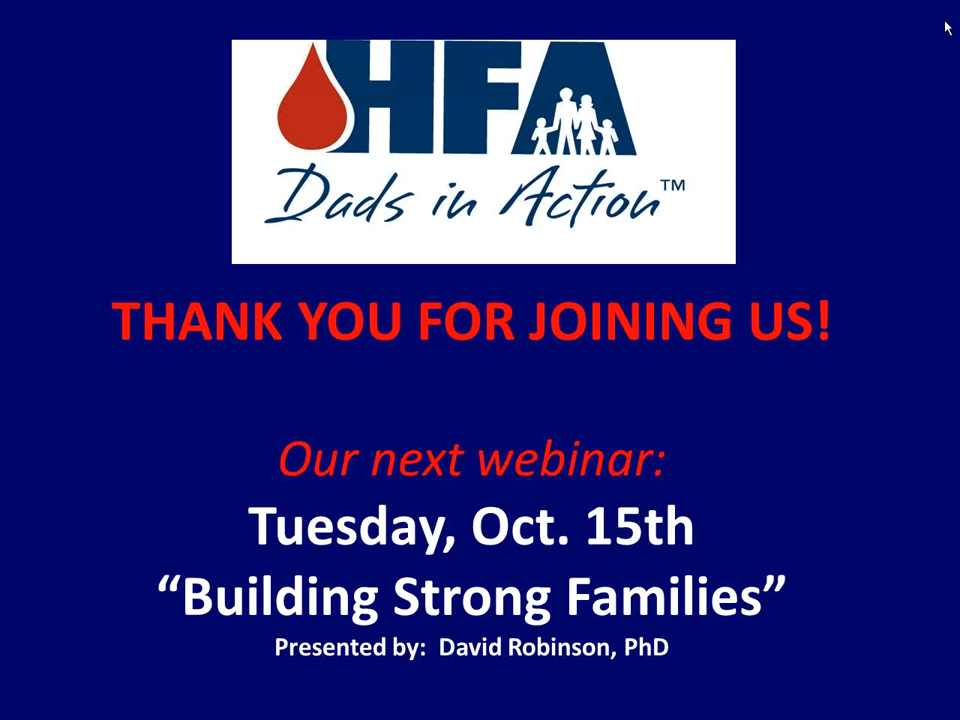 HFA
Dads in Action™
THANK YOU FOR JOINING US!
Our next webinar:
Tuesday, Oct. 15th
“Building Strong Families”
Presented by: David Robinson, PhD